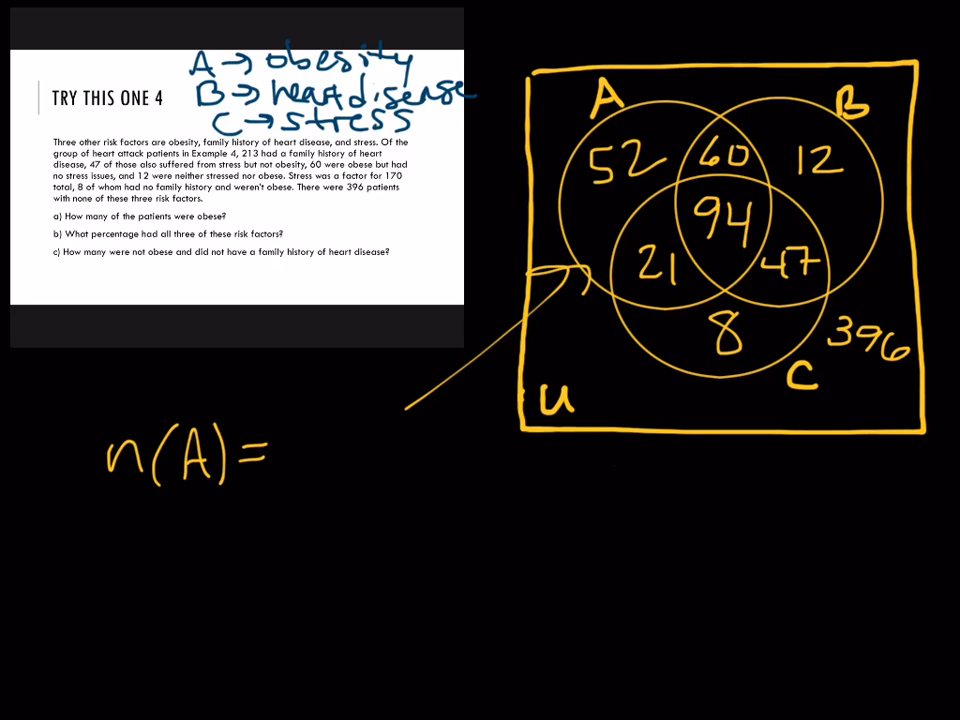 A → obesity
B → heart disease
C → stress
TRY THIS ONE 4
Three other risk factors are obesity, family history of heart disease, and stress. Of the
group of heart attack patients in Example 4, 213 had a family history of heart
disease, 47 of those also suffered from stress but not obesity, 60 were obese but had
no stress issues, and 12 were neither stressed nor obese. Stress was a factor for 170
total, 8 of whom had no family history and weren't obese. There were 396 patients
with none of these three risk factors.
a) How many of the patients were obese?
b) What percentage had all three of these risk factors?
c) How many were not obese and did not have a family history of heart disease?
A B
52 60 12
94
21 47
8 396
C
U
n(A)=